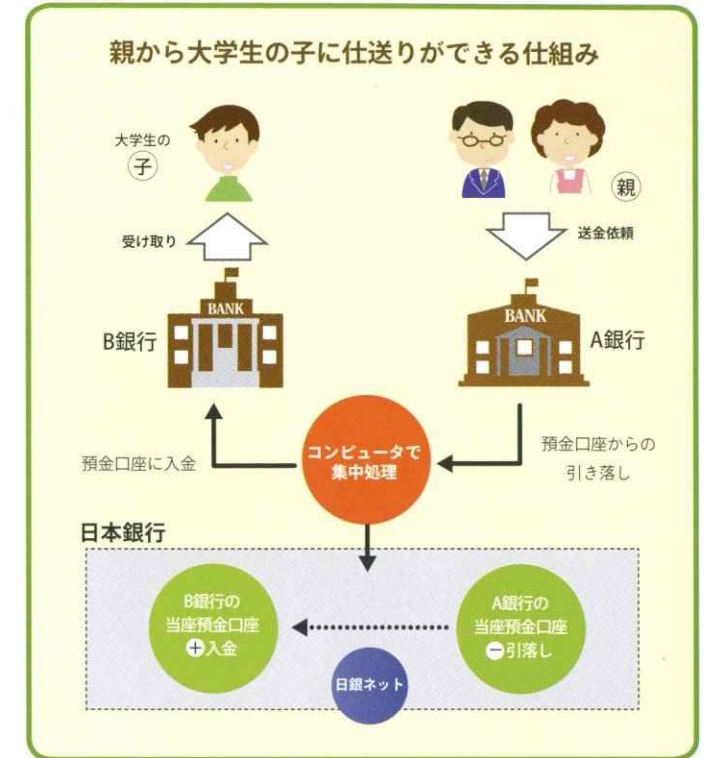 親から大学生の子に仕送りができる仕組み
大学生の
子
親
受け取り
送金依頼
BANK
BANK
B銀行
A銀行
コンピュータで
集中処理
預金口座に入金
預金口座からの
引き落し
日本銀行
B銀行の
当座預金口座
+入金
A銀行の
当座預金口座
−引落し
日銀ネット